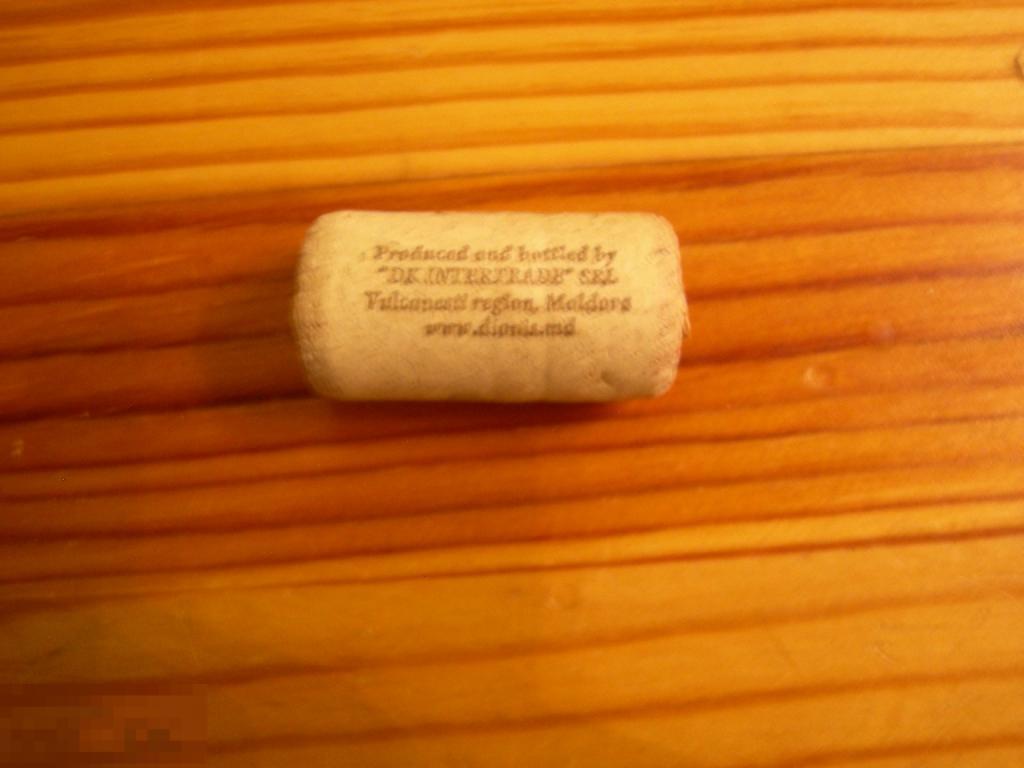 Produced and bottled by
"DK INTERTRADE" SRL
Vulcanesti region, Moldova
www.dionis.md